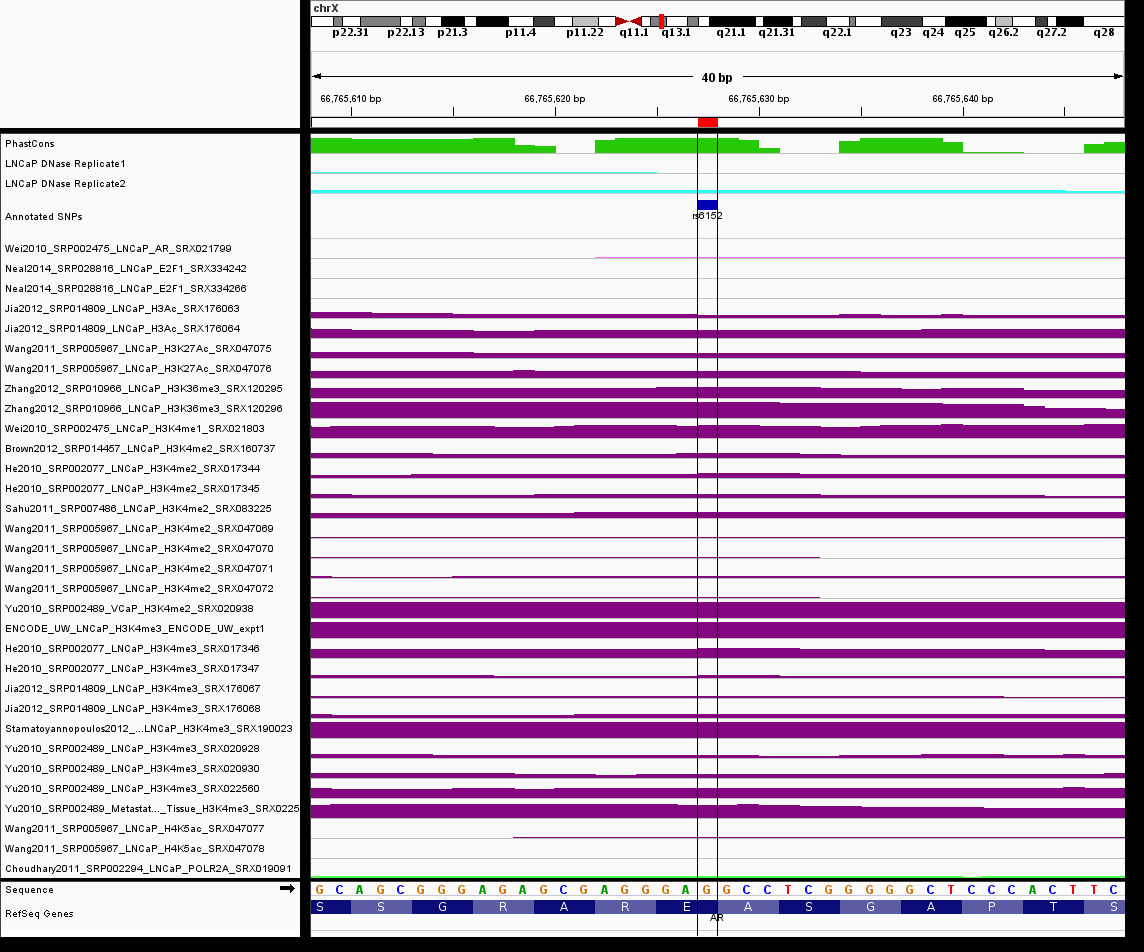 chrX
p22.31 p22.13 p21.3 p11.4 p11.22 q11.1 q13.1 q21.1 q21.31 q22.1 q23 q24 q25 q26.2 q27.2 q28
40 bp
66,765,610 bp 66,765,620 bp 66,765,630 bp 66,765,640 bp
PhastCons
LNCaP DNase Replicate1
LNCaP DNase Replicate2
Annotated SNPs
rs6152
Wei2010_SRP002475_LNCaP_AR_SRX021799
Neal2014_SRP028816_LNCaP_E2F1_SRX334242
Neal2014_SRP028816_LNCaP_E2F1_SRX334266
Jia2012_SRP014809_LNCaP_H3Ac_SRX176063
Jia2012_SRP014809_LNCaP_H3Ac_SRX176064
Wang2011_SRP005967_LNCaP_H3K27Ac_SRX047075
Wang2011_SRP005967_LNCaP_H3K27Ac_SRX047076
Zhang2012_SRP010966_LNCaP_H3K36me3_SRX120295
Zhang2012_SRP010966_LNCaP_H3K36me3_SRX120296
Wei2010_SRP002475_LNCaP_H3K4me1_SRX021803
Brown2012_SRP014457_LNCaP_H3K4me2_SRX160737
He2010_SRP002077_LNCaP_H3K4me2_SRX017344
He2010_SRP002077_LNCaP_H3K4me2_SRX017345
Sahu2011_SRP007486_LNCaP_H3K4me2_SRX083225
Wang2011_SRP005967_LNCaP_H3K4me2_SRX047069
Wang2011_SRP005967_LNCaP_H3K4me2_SRX047070
Wang2011_SRP005967_LNCaP_H3K4me2_SRX047071
Wang2011_SRP005967_LNCaP_H3K4me2_SRX047072
Yu2010_SRP002489_VCaP_H3K4me2_SRX020938
ENCODE_UW_LNCaP_H3K4me3_ENCODE_UW_expt1
He2010_SRP002077_LNCaP_H3K4me3_SRX017346
He2010_SRP002077_LNCaP_H3K4me3_SRX017347
Jia2012_SRP014809_LNCaP_H3K4me3_SRX176067
Jia2012_SRP014809_LNCaP_H3K4me3_SRX176068
Stamatoyannopoulos2012_..._LNCaP_H3K4me3_SRX190023
Yu2010_SRP002489_LNCaP_H3K4me3_SRX020928
Yu2010_SRP002489_LNCaP_H3K4me3_SRX020930
Yu2010_SRP002489_LNCaP_H3K4me3_SRX022560
Yu2010_SRP002489_Metastat..._Tissue_H3K4me3_SRX0225
Wang2011_SRP005967_LNCaP_H4K5ac_SRX047077
Wang2011_SRP005967_LNCaP_H4K5ac_SRX047078
Choudhary2011_SRP002294_LNCaP_POLR2A_SRX019091
Sequence G C A G C G G G A G A G C G A G G G A G G C C T C G G G G G C T C C C A C T T C
RefSeq Genes S S G R A R E A S G A P T S
AR